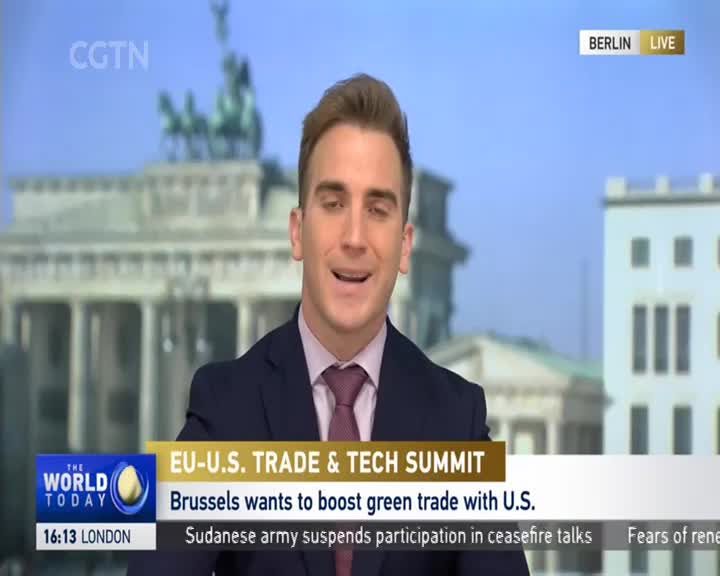 CGTN
BERLIN LIVE
EU-U.S. TRADE & TECH SUMMIT
THE WORLD TODAY
Brussels wants to boost green trade with U.S.
16:13 LONDON
Sudanese army suspends participation in ceasefire talks Fears of rene